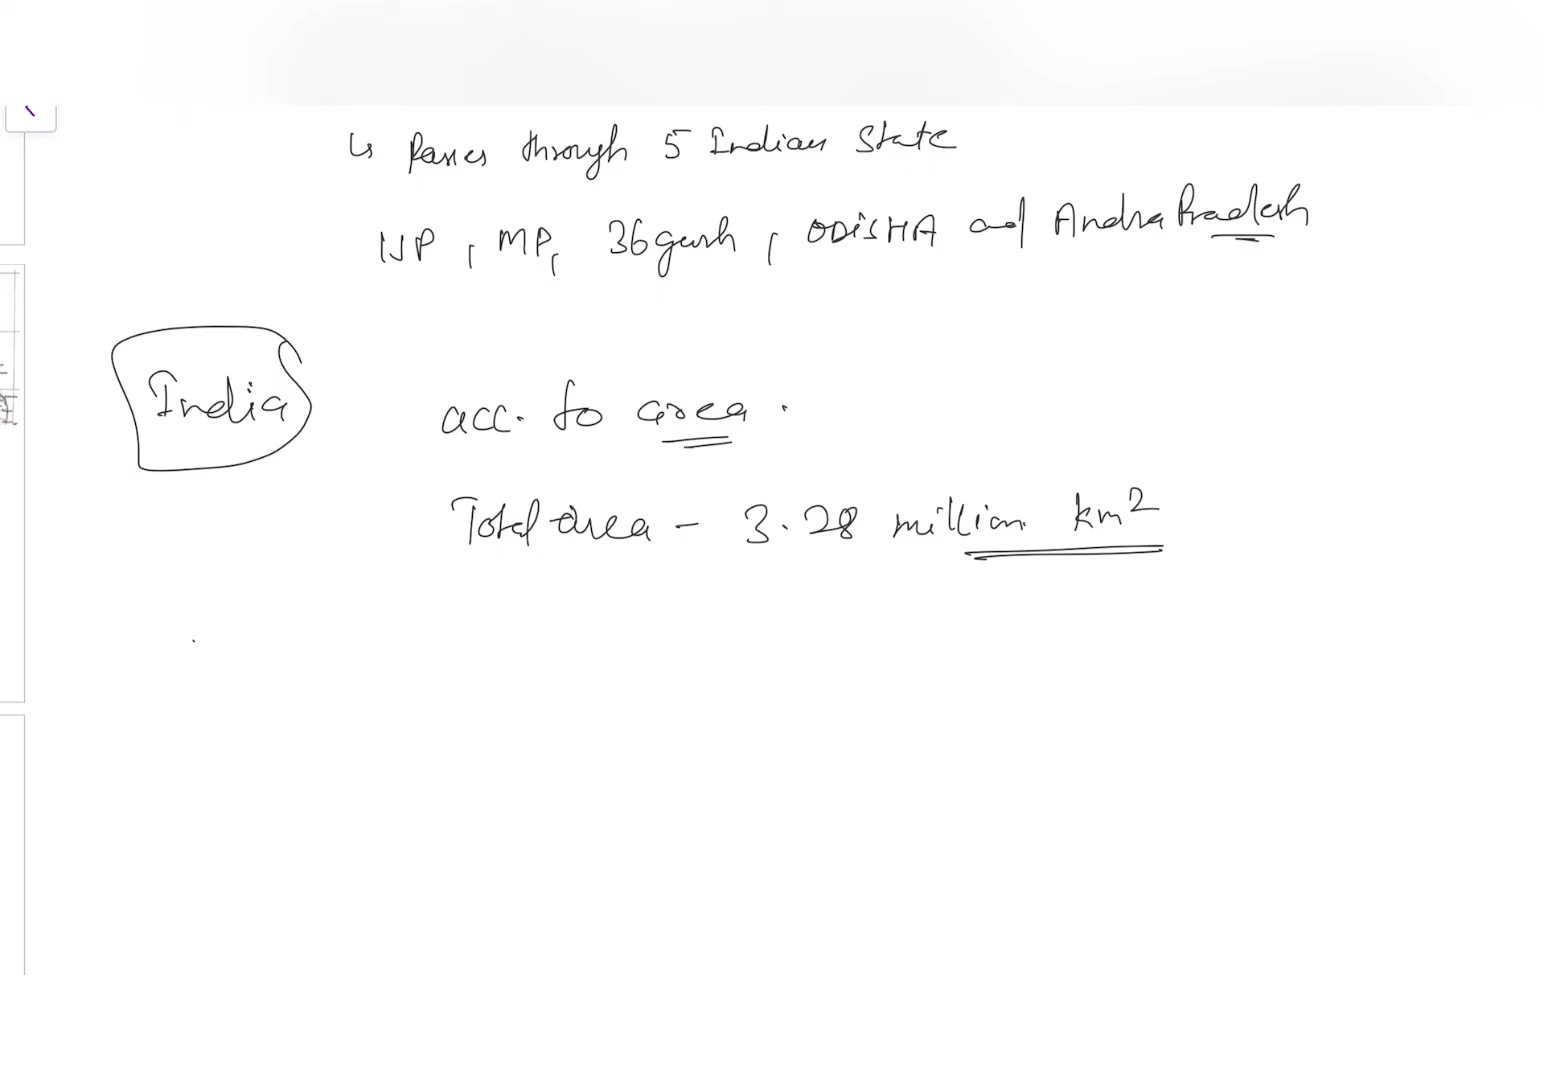 ↳ Passes through 5 Indian State
UP, MP, 36garh, ODISHA and Andra Pradesh
India
acc. to area.
Total area - 3.28 million km²